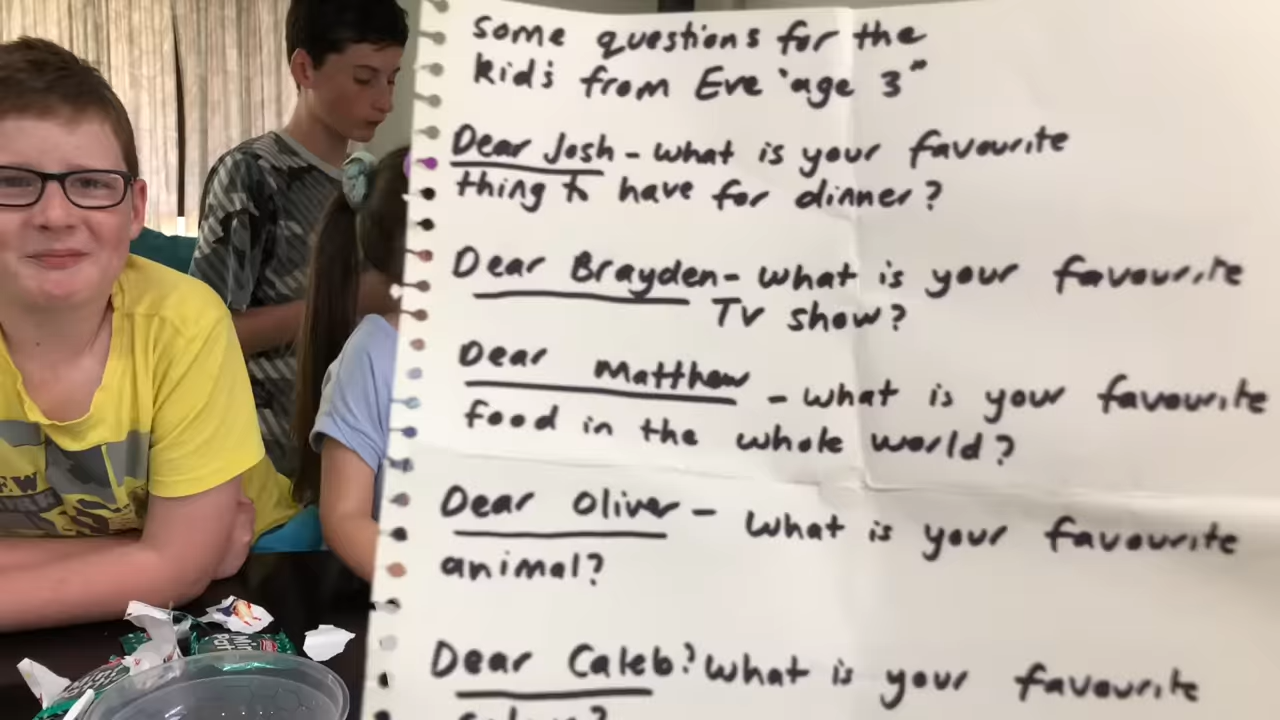 some questions for the
kid's from Eve "age 3"
Dear Josh - what is your favourite
thing to have for dinner?
Dear Brayden - what is your favourite
TV show?
Dear Matthew - what is your favourite
food in the whole world?
Dear Oliver - What is your favourite
animal?
Dear Caleb? What is your favourite